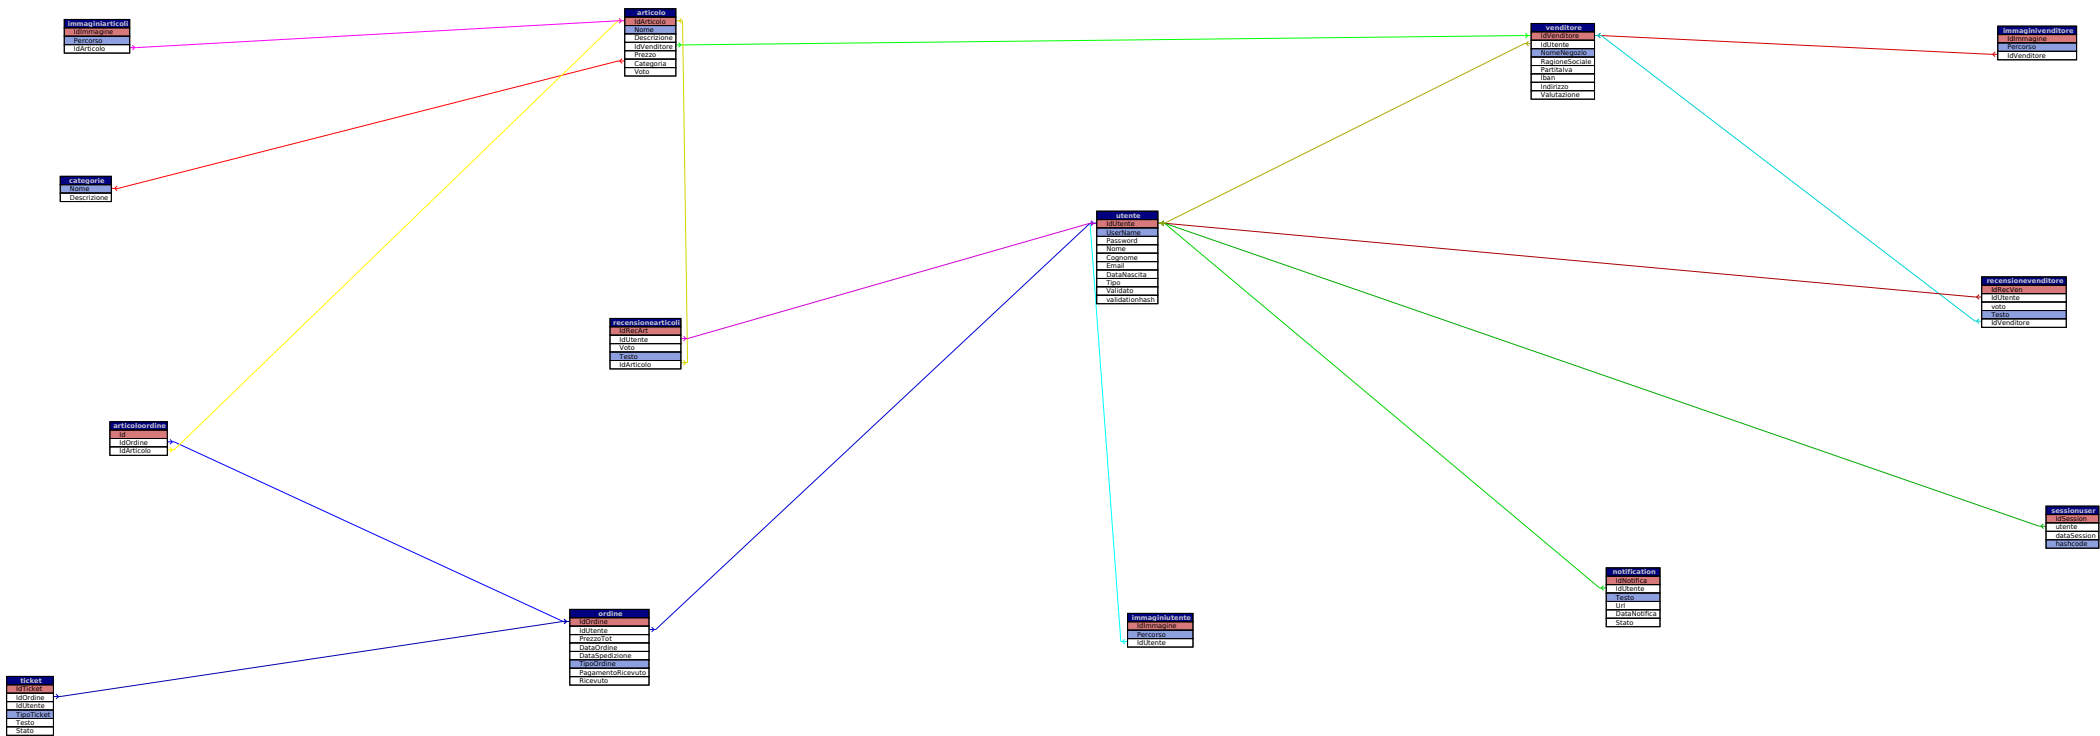 immaginiarticoli
IdImmagine
Percorso
IdArticolo
articolo
IdArticolo
Nome
Descrizione
IdVenditore
Prezzo
Categoria
Voto
venditore
IdVenditore
IdUtente
NomeNegozio
RagioneSociale
PartitaIva
Iban
Indirizzo
Valutazione
immaginivenditore
IdImmagine
Percorso
IdVenditore
categorie
Nome
Descrizione
utente
IdUtente
UserName
Password
Nome
Cognome
Email
DataNascita
Tipo
Validato
validationhash
recensionevenditore
IdRecVen
IdUtente
voto
Testo
IdVenditore
recensionearticoli
IdRecArt
IdUtente
Voto
Testo
IdArticolo
articoloordine
Id
IdOrdine
IdArticolo
sessionuser
IdSession
utente
dataSession
hashcode
notification
IdNotifica
IdUtente
Testo
Url
DataNotifica
Stato
ordine
IdOrdine
IdUtente
PrezzoTot
DataOrdine
DataSpedizione
TipoOrdine
PagamentoRicevuto
Ricevuto
immaginiutente
IdImmagine
Percorso
IdUtente
ticket
IdTicket
IdOrdine
IdUtente
TipoTicket
Testo
Stato